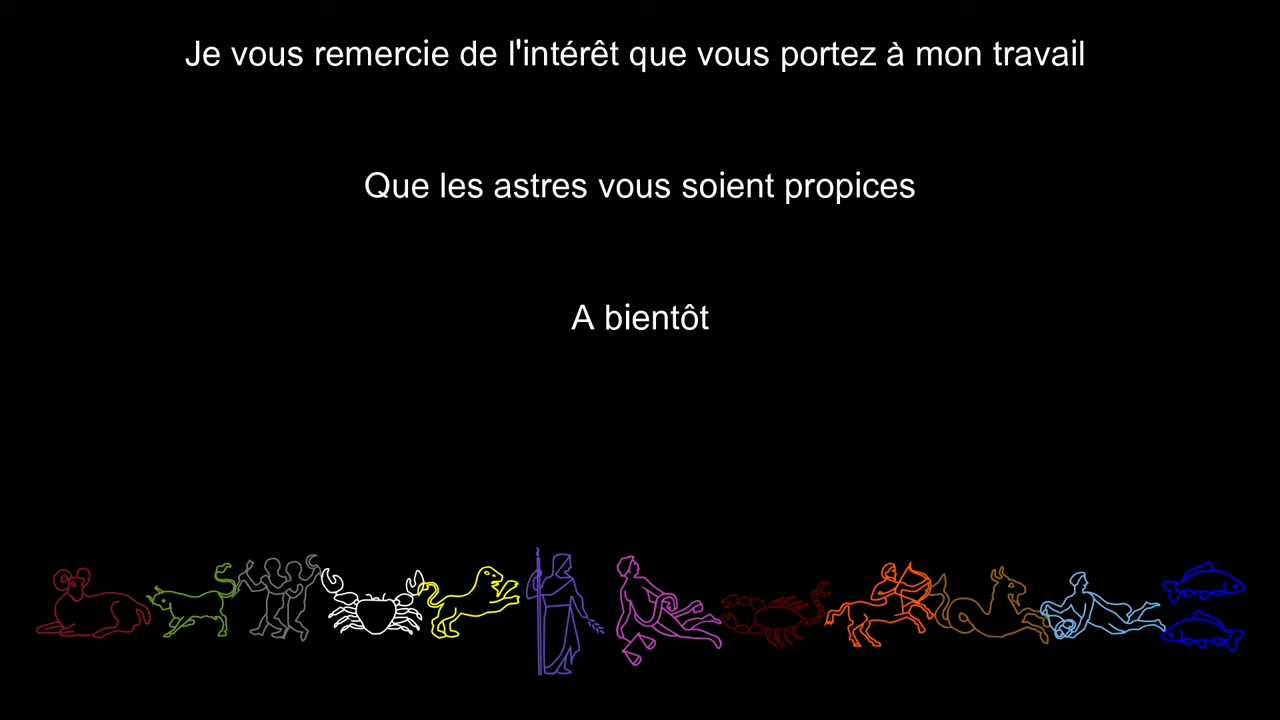 Je vous remercie de l'intérêt que vous portez à mon travail
Que les astres vous soient propices
A bientôt